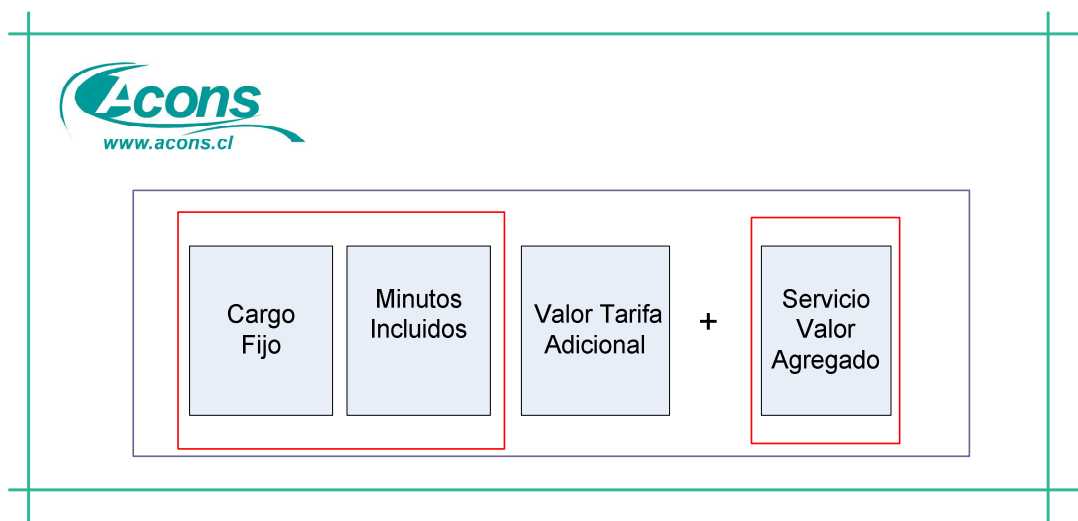 Acons
www.acons.cl
Cargo
Fijo
Minutos
Incluidos
Valor Tarifa
Adicional
+
Servicio
Valor
Agregado